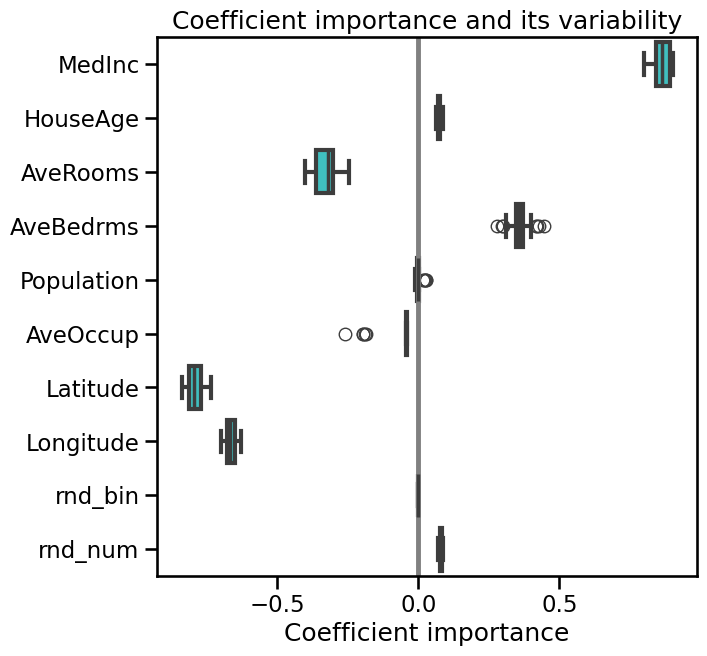 Coefficient importance and its variability
MedInc
HouseAge
AveRooms
AveBedrms
Population
AveOccup
Latitude
Longitude
rnd_bin
rnd_num
−0.5 0.0 0.5
Coefficient importance